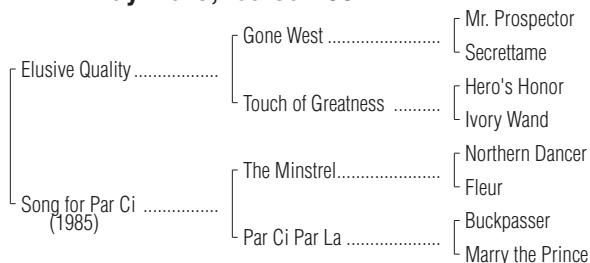 Mr. Prospector
Gone West ........................
Secrettame
Elusive Quality ..................
Hero's Honor
Touch of Greatness ..........
Ivory Wand
Northern Dancer
The Minstrel......................
Fleur
Song for Par Ci ................
(1985)
Buckpasser
Par Ci Par La ....................
Marry the Prince